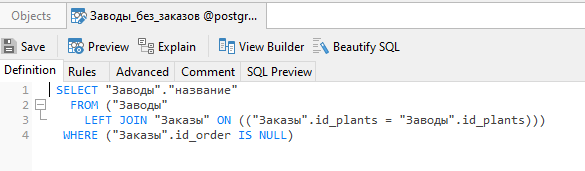 Objects
Заводы_без_заказов @postgr...
Save
Preview
Explain
View Builder
Beautify SQL
Definition
Rules
Advanced
Comment
SQL Preview
1 SELECT "Заводы"."название"
2 FROM ("Заводы"
3 LEFT JOIN "Заказы" ON (("Заказы".id_plants = "Заводы".id_plants)))
4 WHERE ("Заказы".id_order IS NULL)